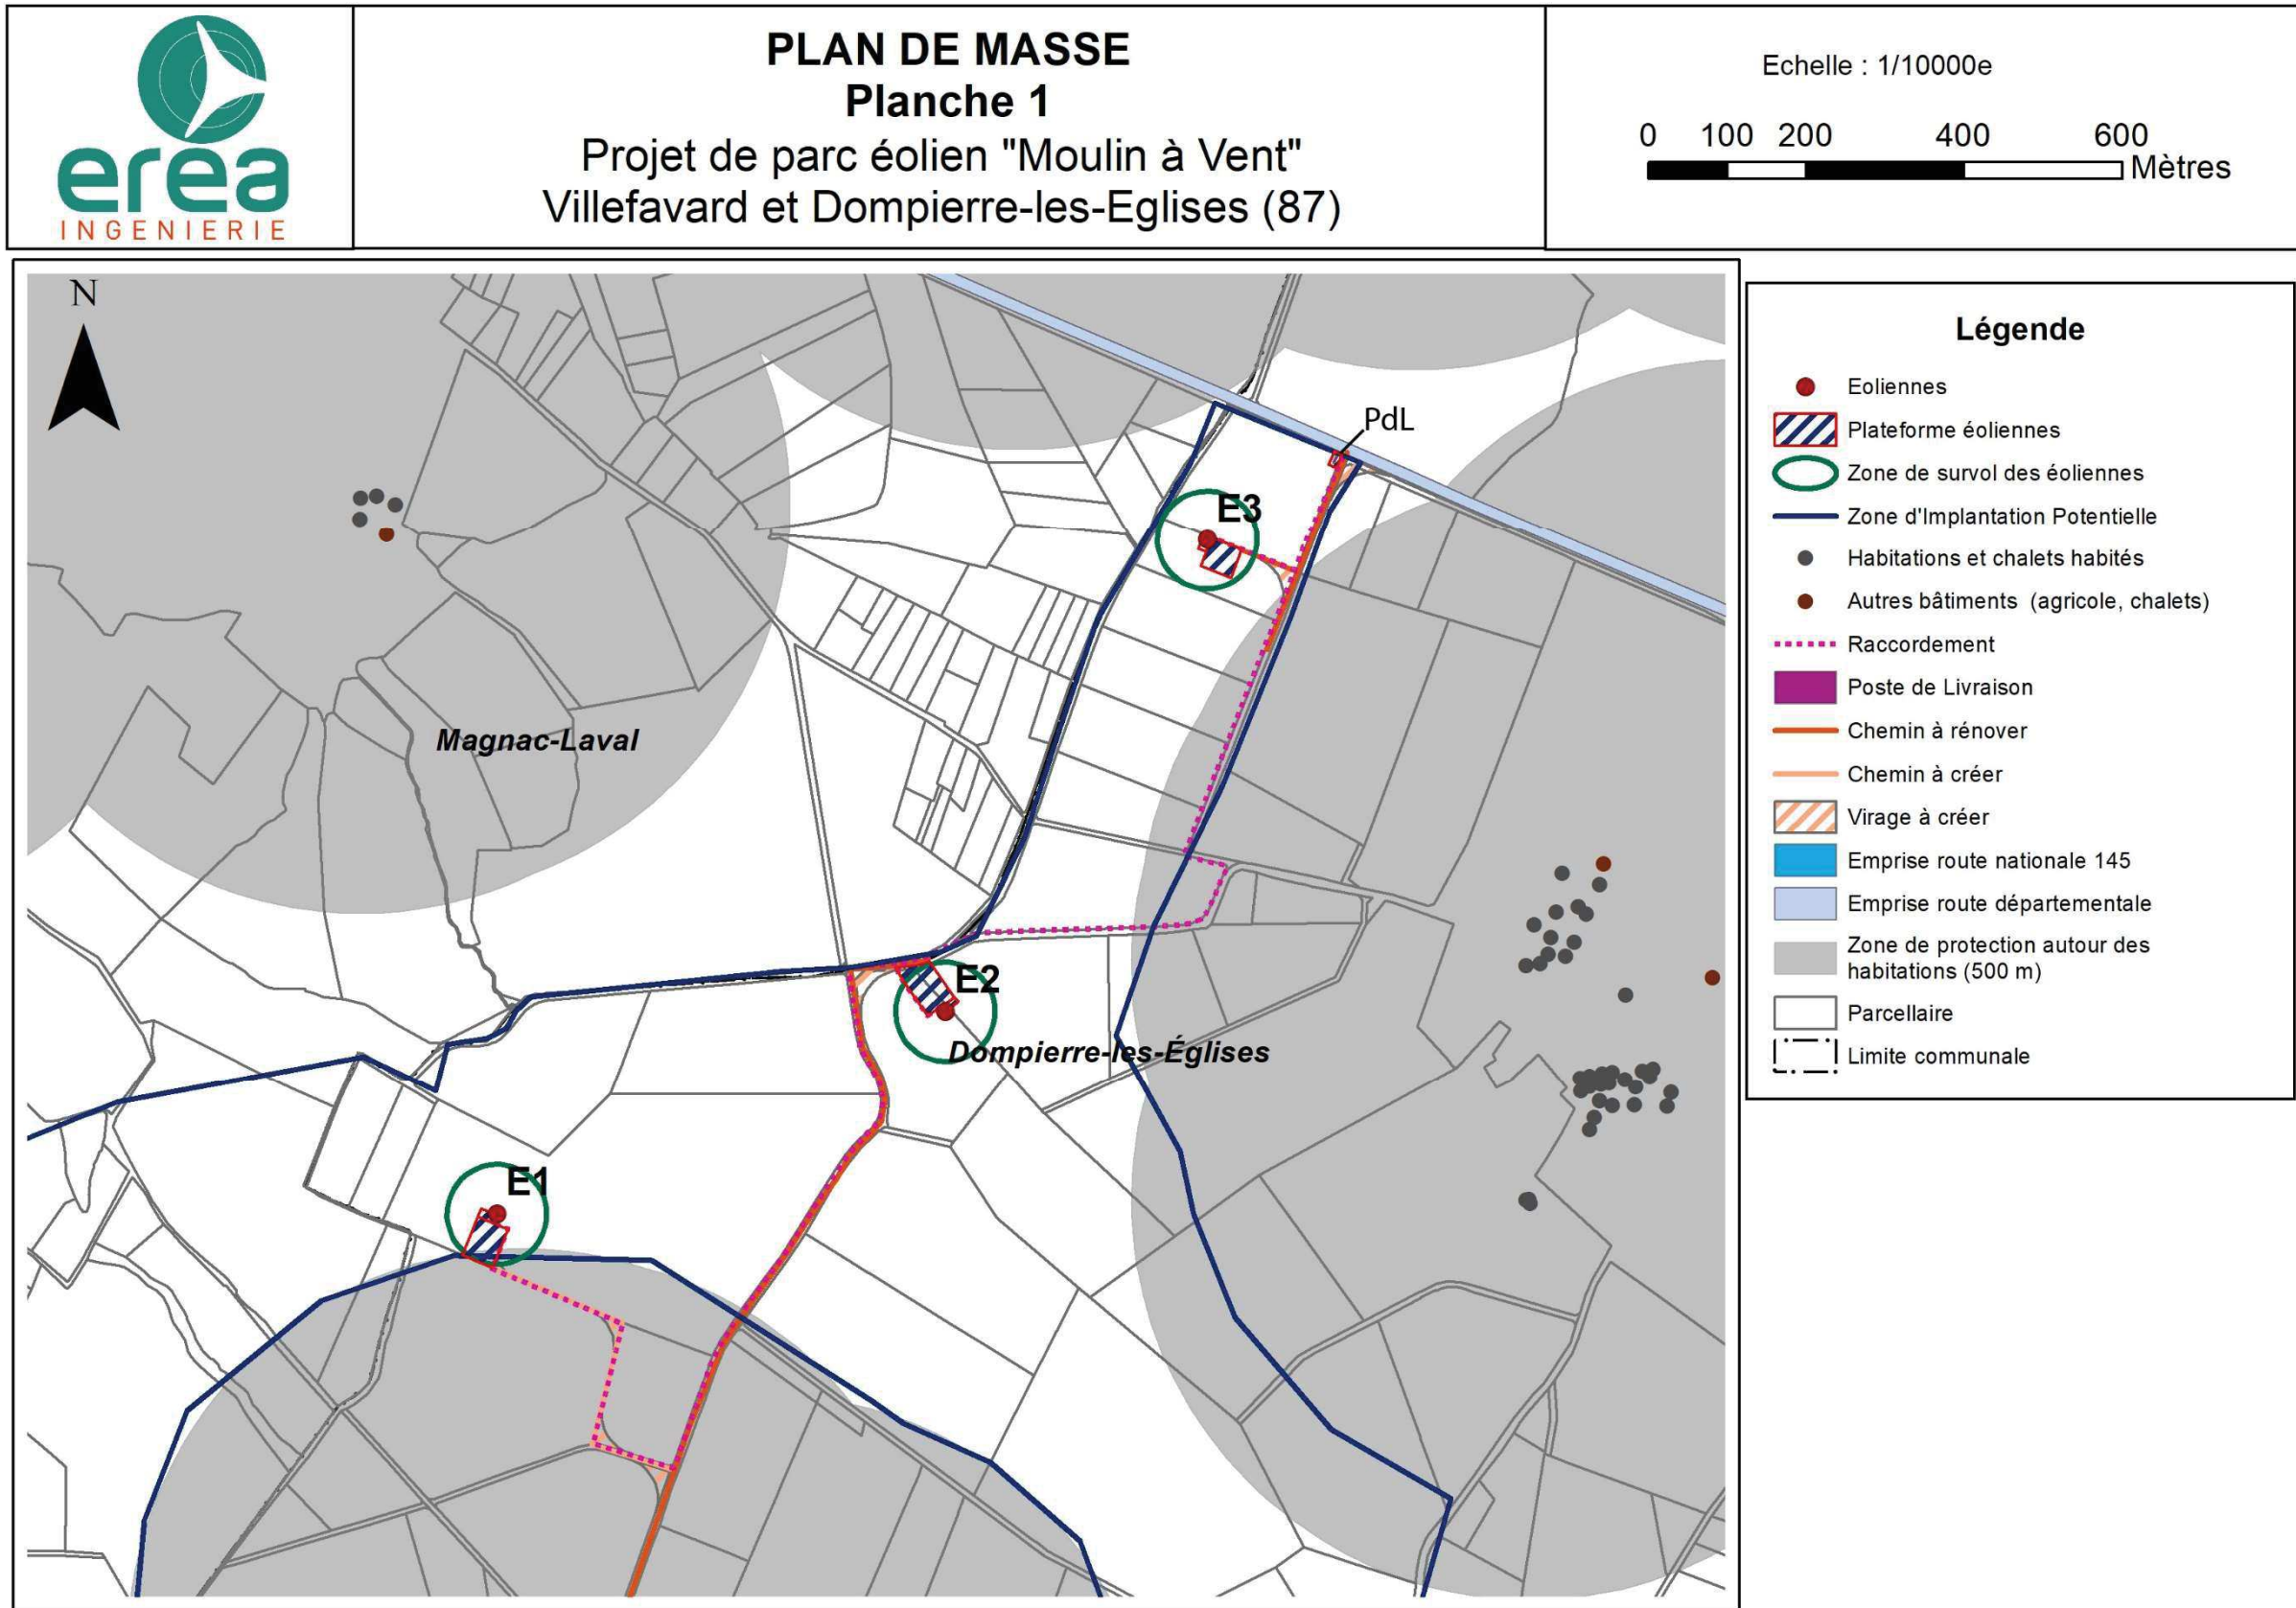 erea
INGENIERIE
PLAN DE MASSE
Planche 1
Projet de parc éolien "Moulin à Vent"
Villefavard et Dompierre-les-Eglises (87)
Echelle : 1/10000e
0 100 200 400 600
Mètres
N
PdL
E3
Magnac-Laval
E2
Dompierre-les-Églises
E1
Légende
Eoliennes
Plateforme éoliennes
Zone de survol des éoliennes
Zone d'Implantation Potentielle
Habitations et chalets habités
Autres bâtiments (agricole, chalets)
Raccordement
Poste de Livraison
Chemin à rénover
Chemin à créer
Virage à créer
Emprise route nationale 145
Emprise route départementale
Zone de protection autour des
habitations (500 m)
Parcellaire
Limite communale